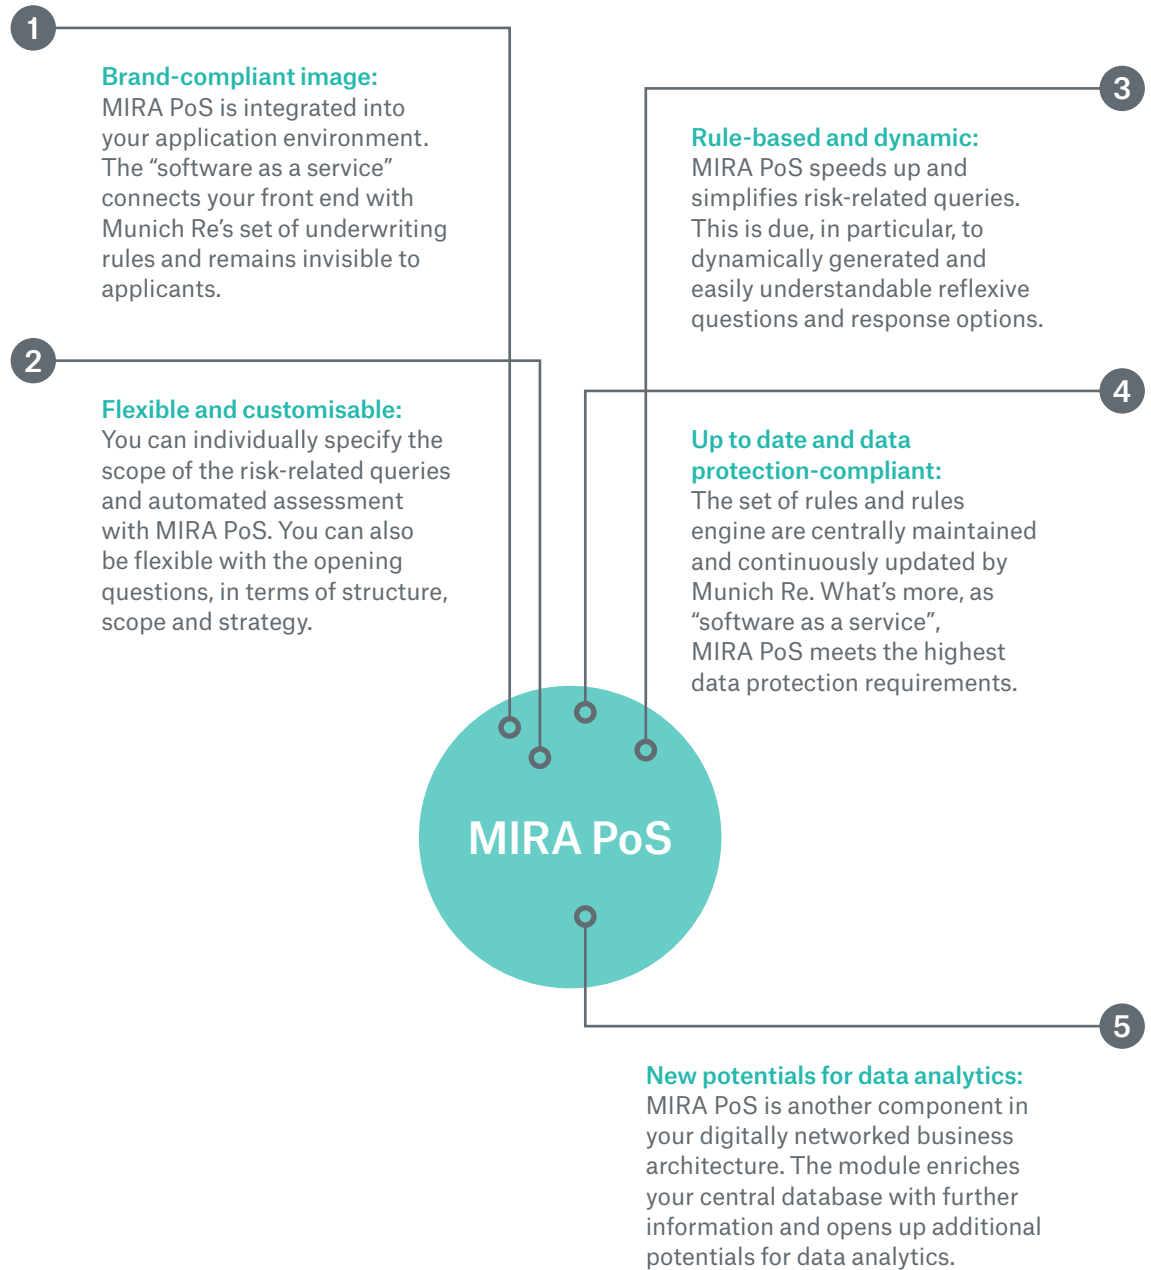 1
Brand-compliant image:
MIRA PoS is integrated into
your application environment.
The “software as a service”
connects your front end with
Munich Re’s set of underwriting
rules and remains invisible to
applicants.
2
Flexible and customisable:
You can individually specify the
scope of the risk-related queries
and automated assessment
with MIRA PoS. You can also
be flexible with the opening
questions, in terms of structure,
scope and strategy.
3
Rule-based and dynamic:
MIRA PoS speeds up and
simplifies risk-related queries.
This is due, in particular, to
dynamically generated and
easily understandable reflexive
questions and response options.
4
Up to date and data
protection-compliant:
The set of rules and rules
engine are centrally maintained
and continuously updated by
Munich Re. What’s more, as
“software as a service”,
MIRA PoS meets the highest
data protection requirements.
MIRA PoS
5
New potentials for data analytics:
MIRA PoS is another component in
your digitally networked business
architecture. The module enriches
your central database with further
information and opens up additional
potentials for data analytics.